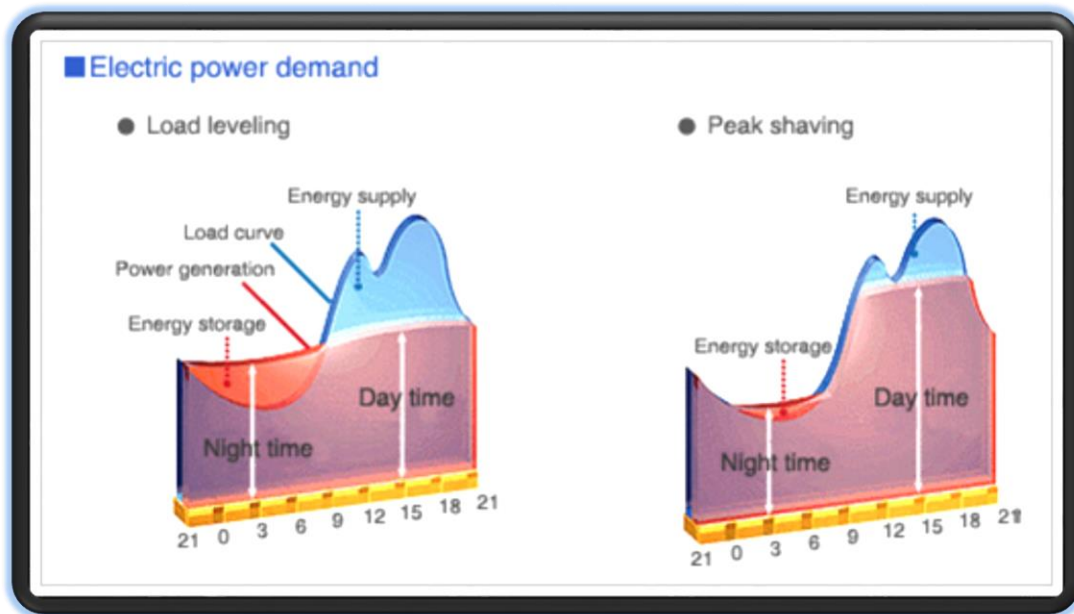 Electric power demand
Load leveling
Energy supply
Load curve
Power generation
Energy storage
Day time
Night time
21 0 3 6 9 12 15 18 21
Peak shaving
Energy supply
Energy storage
Day time
Night time
21 0 3 6 9 12 15 18 21